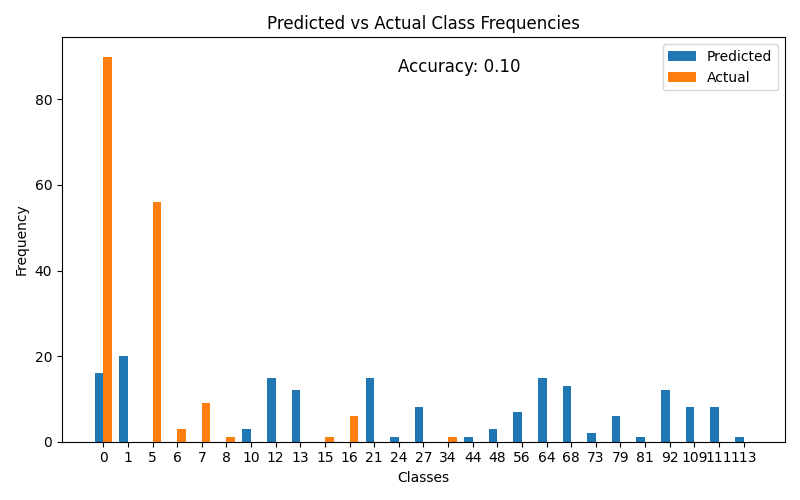 Predicted vs Actual Class Frequencies
Accuracy: 0.10
Predicted
Actual
Frequency
80
60
40
20
0
0 1 5 6 7 8 10 12 13 15 16 21 24 27 34 44 48 56 64 68 73 79 81 92 109 111 113
Classes